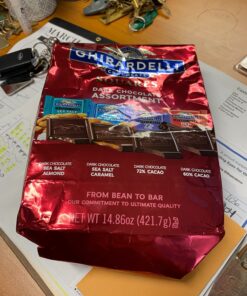 MARCH
GHIRARDELLI
CHOCOLATE
SQUARES
DARK CHOCOLATE
ASSORTMENT
DARK CHOCOLATE
SEA SALT
ALMOND
DARK CHOCOLATE
SEA SALT
CARAMEL
DARK CHOCOLATE
72% CACAO
DARK CHOCOLATE
60% CACAO
FROM BEAN TO BAR
OUR COMMITMENT TO ULTIMATE QUALITY
NET WT 14.86oz (421.7g)